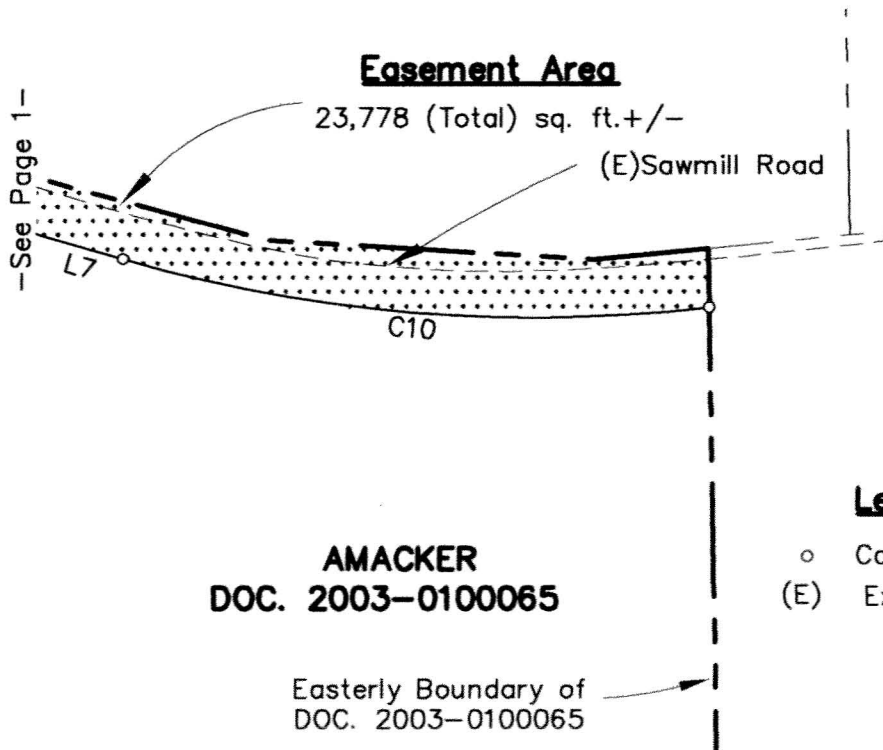 Easement Area
23,778 (Total) sq. ft.+/-
(E)Sawmill Road
-See Page 1-
L7
C10
AMACKER
DOC. 2003-0100065
(E)
Easterly Boundary of
DOC. 2003-0100065